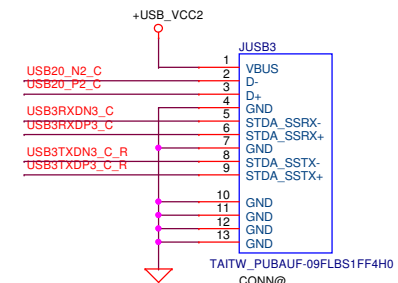 +USB_VCC2
JUSB3
1 VBUS
USB20_N2_C 2 D-
USB20_P2_C 3 D+
4 GND
USB3RXDN3_C 5 STDA_SSRX-
USB3RXDP3_C 6 STDA_SSRX+
7 GND
USB3TXDN3_C_R 8 STDA_SSTX-
USB3TXDP3_C_R 9 STDA_SSTX+
10 GND
11 GND
12 GND
13 GND
TAITW_PUBAUF-09FLBS1FF4H0
CONN@